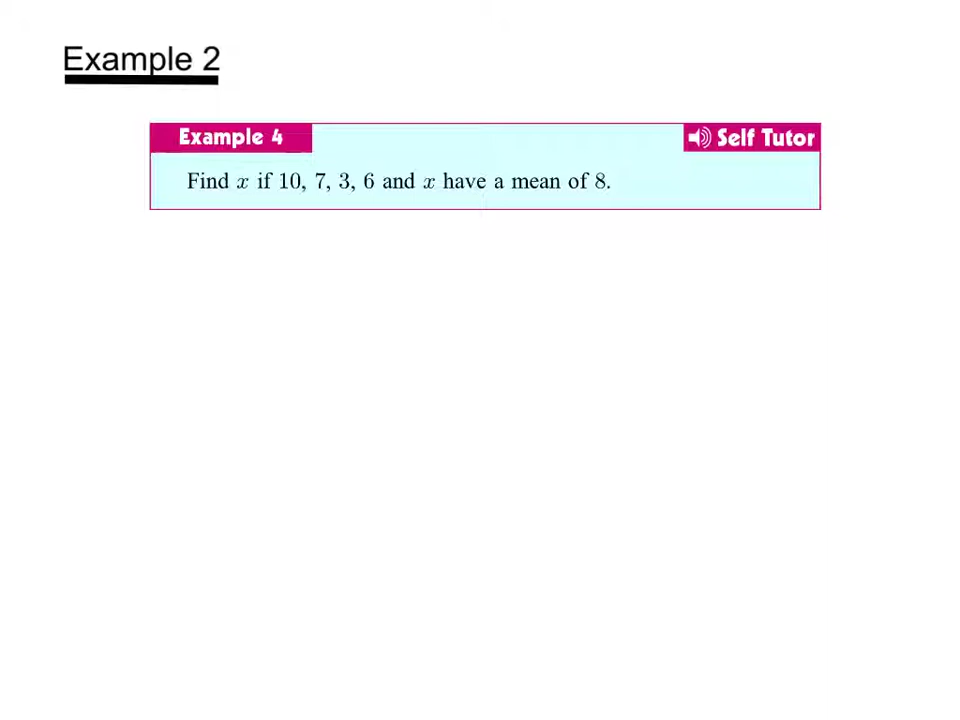 Example 2
Example 4
Self Tutor
Find x if 10, 7, 3, 6 and x have a mean of 8.